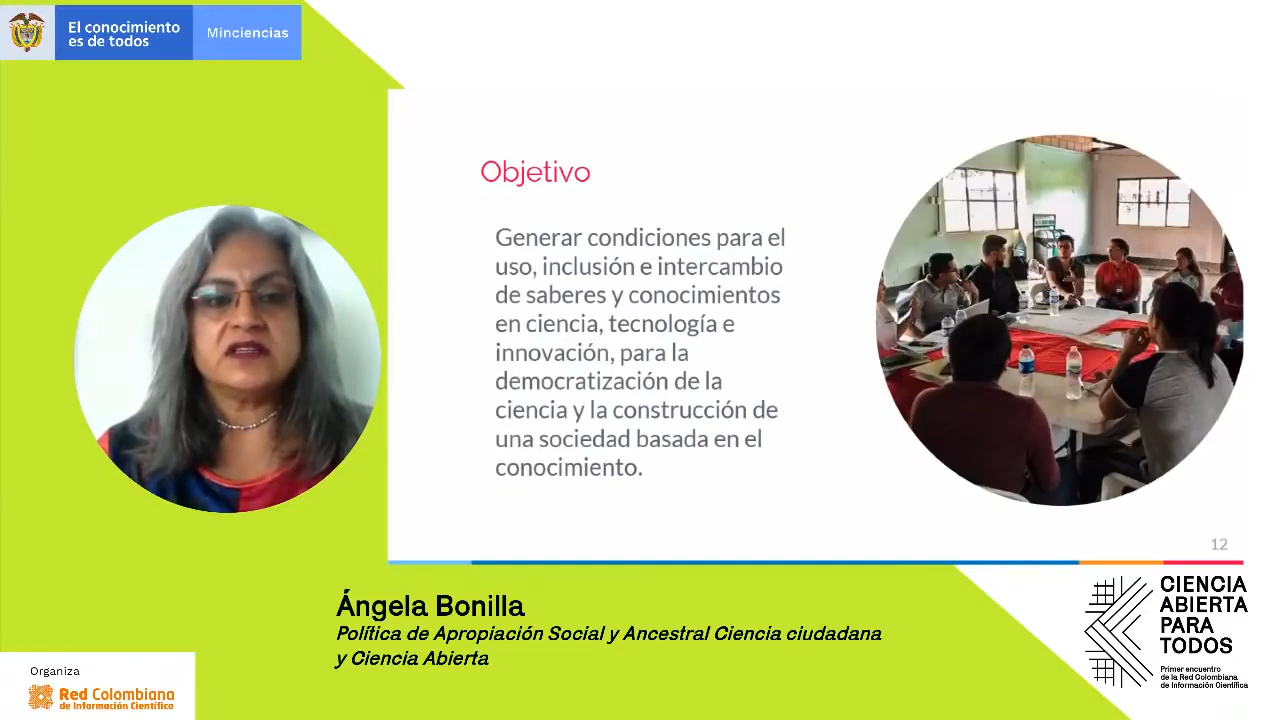 El conocimiento
es de todos
Minciencias
Objetivo
Generar condiciones para el
uso, inclusión e intercambio
de saberes y conocimientos
en ciencia, tecnología e
innovación, para la
democratización de la
ciencia y la construcción de
una sociedad basada en el
conocimiento.
12
Ángela Bonilla
Política de Apropiación Social y Ancestral Ciencia ciudadana
y Ciencia Abierta
CIENCIA
ABIERTA
PARA
TODOS
Primer encuentro
de la Red Colombiana
de Información Científica
Organiza
Red Colombiana
de Información Científica